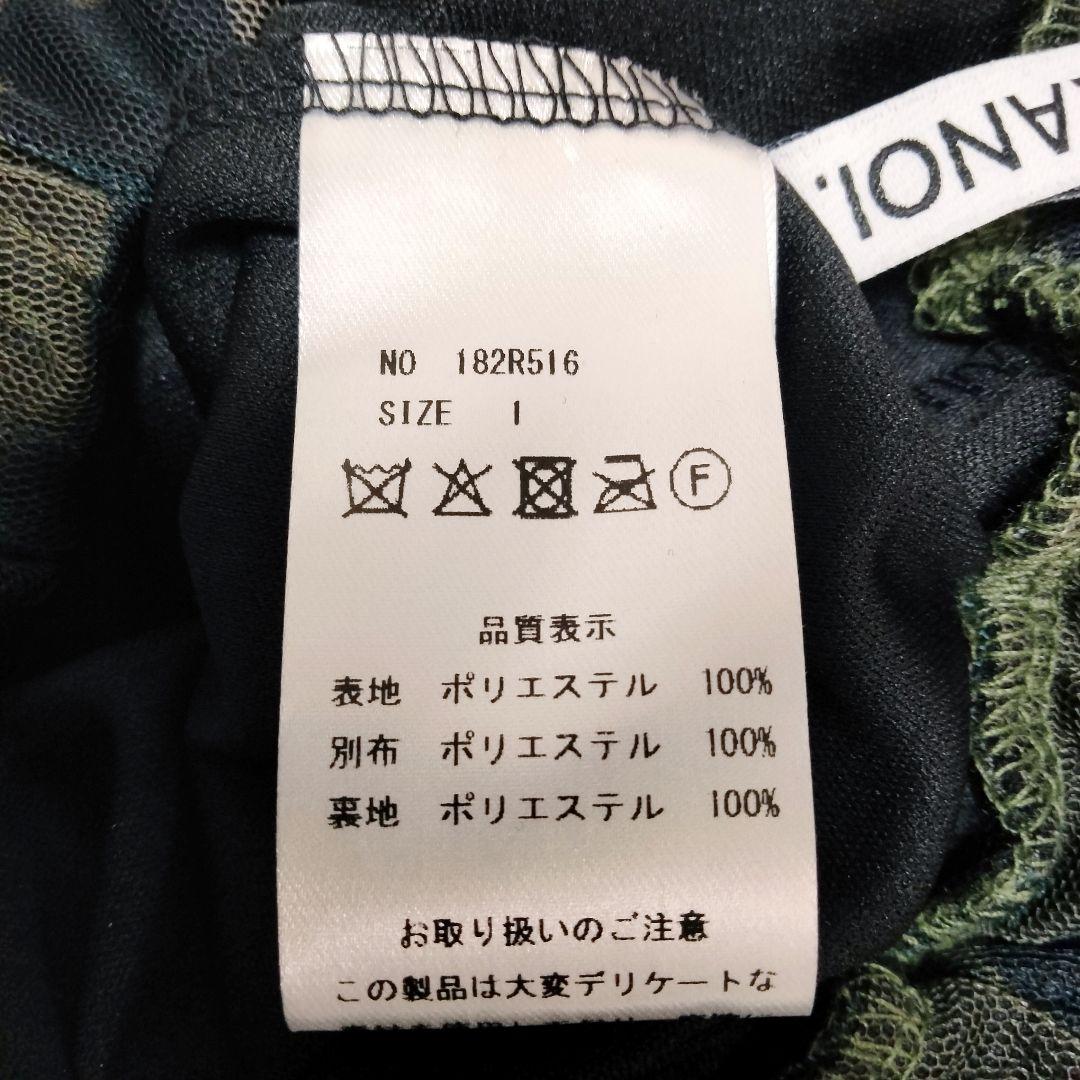 ANOI.
NO 182R516
SIZE 1
F
品質表示
表地 ポリエステル 100%
別布 ポリエステル 100%
裏地 ポリエステル 100%
お取り扱いのご注意
この製品は大変デリケートな